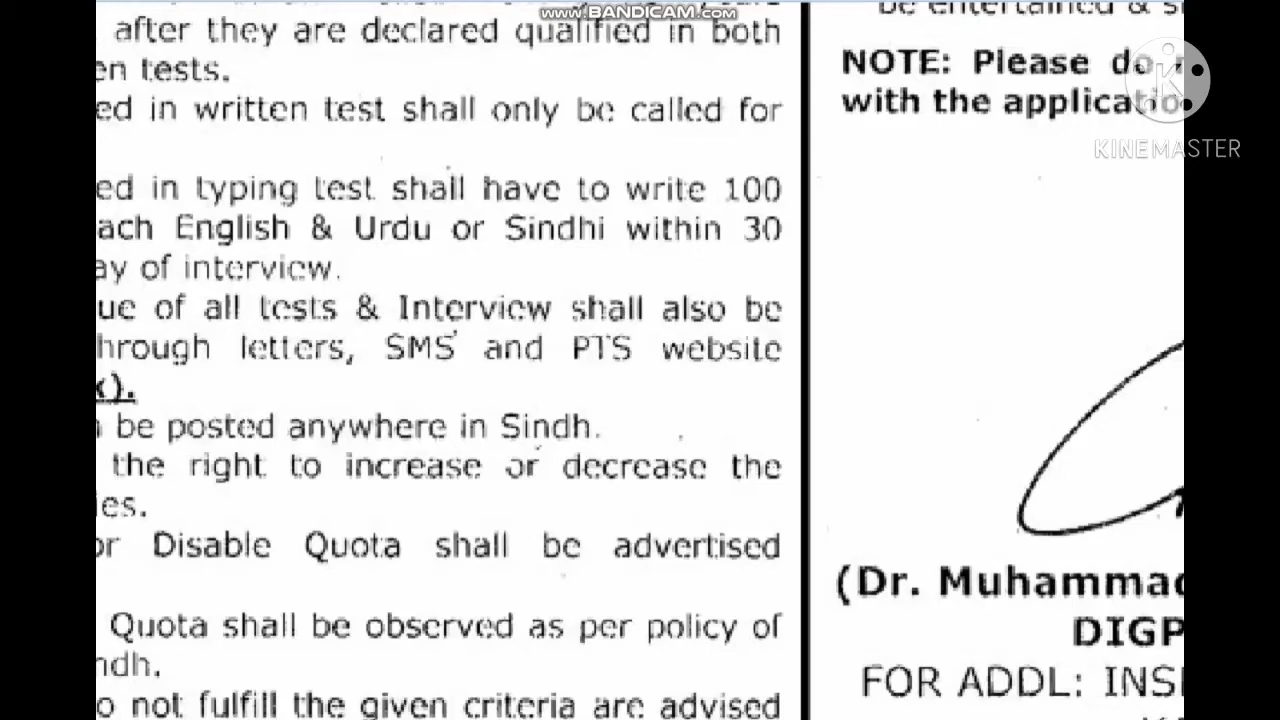 www.BANDICAM.com
after they are declared qualified in both
en tests.
ed in written test shall only be called for
ed in typing test shall have to write 100
ach English & Urdu or Sindhi within 30
ay of interview.
ue of all tests & Interview shall also be
hrough letters, SMS and PTS website
k).
be posted anywhere in Sindh.
the right to increase or decrease the
ies.
or Disable Quota shall be advertised
Quota shall be observed as per policy of
ndh.
o not fulfill the given criteria are advised
be entertained & s
NOTE: Please do
with the applicatio
KINEMASTER
(Dr. Muhammad
DIGP
FOR ADDL: INS